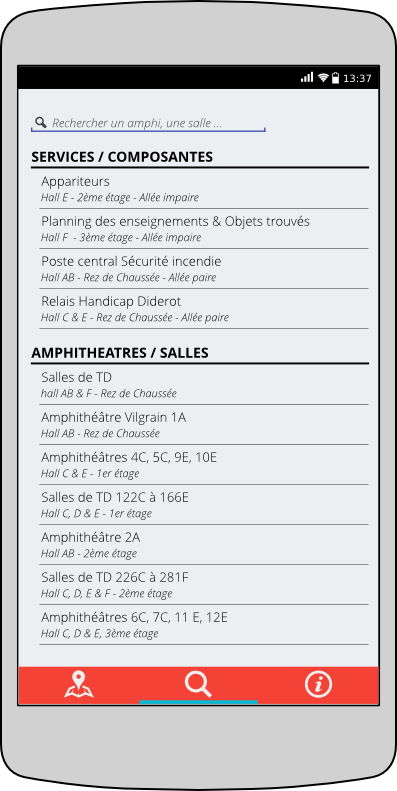 13:37
Rechercher un amphi, une salle ...
SERVICES / COMPOSANTES
Appariteurs
Hall E - 2ème étage - Allée impaire
Planning des enseignements & Objets trouvés
Hall F - 3ème étage - Allée impaire
Poste central Sécurité incendie
Hall AB - Rez de Chaussée - Allée paire
Relais Handicap Diderot
Hall C & E - Rez de Chaussée - Allée paire
AMPHITHEATRES / SALLES
Salles de TD
hall AB & F - Rez de Chaussée
Amphithéâtre Vilgrain 1A
Hall AB - Rez de Chaussée
Amphithéâtres 4C, 5C, 9E, 10E
Hall C & E - 1er étage
Salles de TD 122C à 166E
Hall C, D & E - 1er étage
Amphithéâtre 2A
Hall AB - 2ème étage
Salles de TD 226C à 281F
Hall C, D, E & F - 2ème étage
Amphithéâtres 6C, 7C, 11 E, 12E
Hall C, D & E, 3ème étage